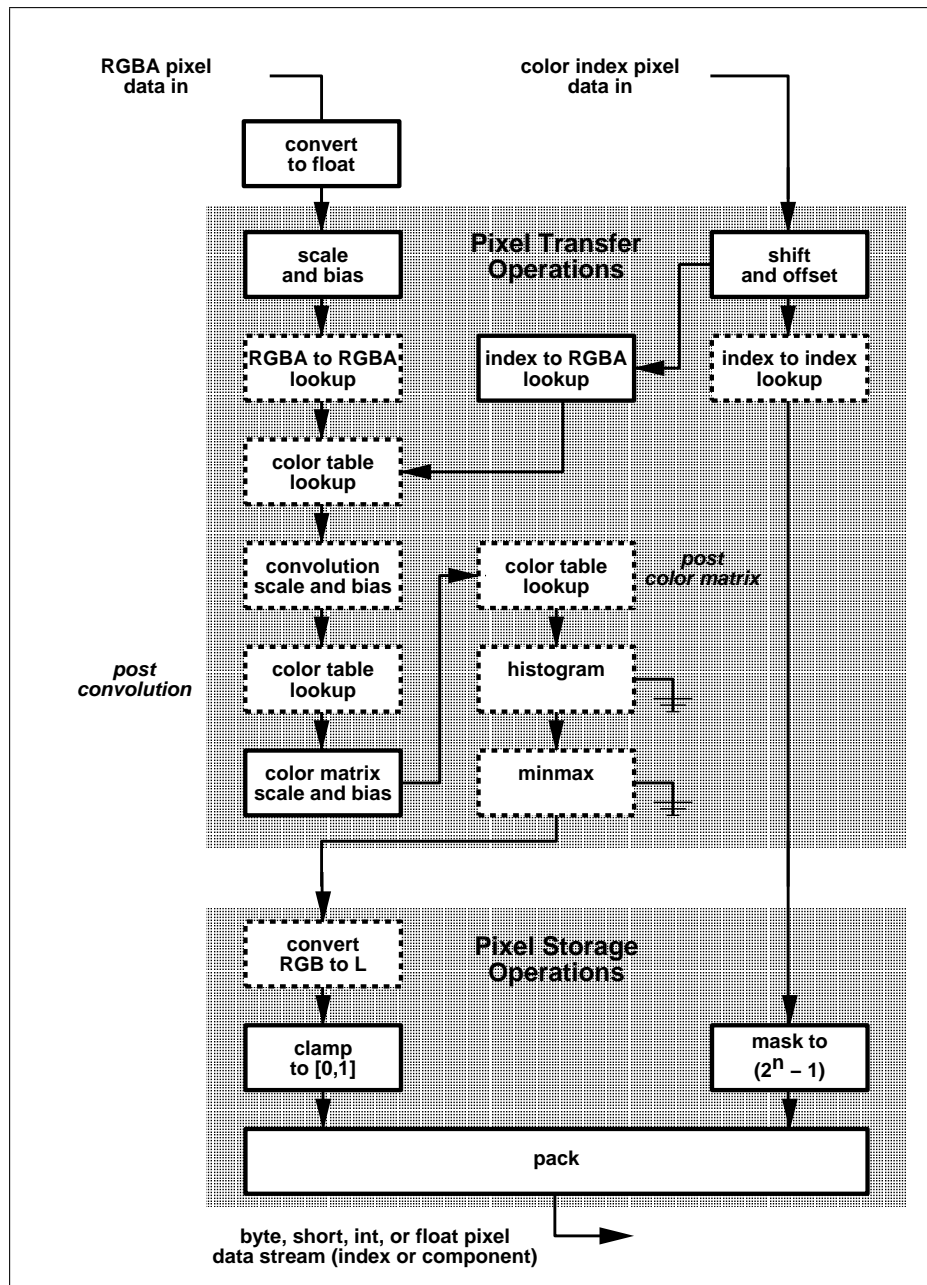 RGBA pixel
data in
color index pixel
data in
convert
to float
Pixel Transfer
Operations
scale
and bias
shift
and offset
RGBA to RGBA
lookup
index to RGBA
lookup
index to index
lookup
color table
lookup
convolution
scale and bias
color table
lookup
post
color matrix
post
convolution
color table
lookup
histogram
color matrix
scale and bias
minmax
Pixel Storage
Operations
convert
RGB to L
clamp
to [0,1]
mask to
(2ⁿ – 1)
pack
byte, short, int, or float pixel
data stream (index or component)